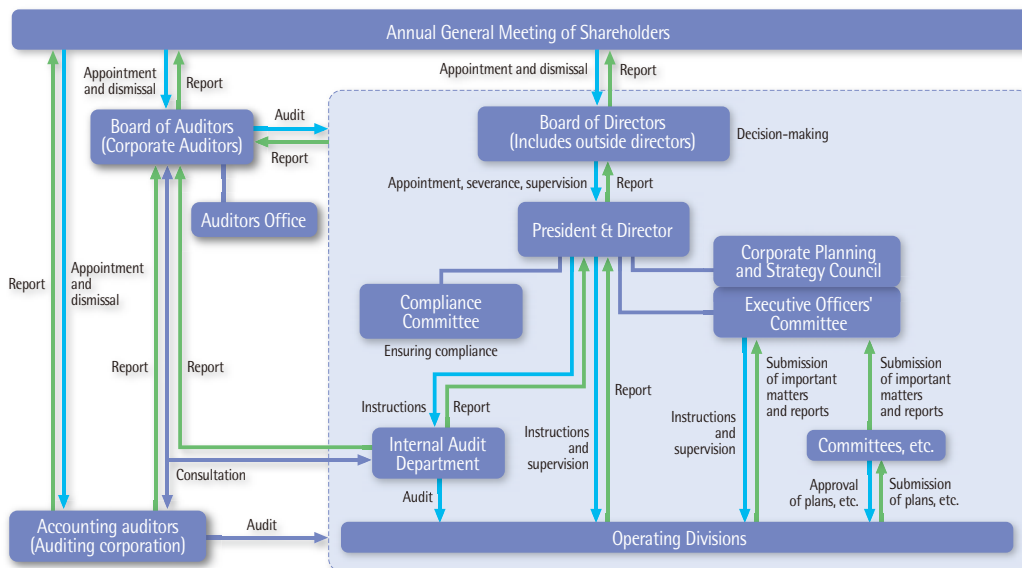 Annual General Meeting of Shareholders
Appointment
and dismissal
Report
Appointment and dismissal
Report
Board of Auditors
(Corporate Auditors)
Audit
Report
Board of Directors
(Includes outside directors)
Decision-making
Appointment, severance, supervision
Report
Auditors Office
President & Director
Corporate Planning
and Strategy Council
Executive Officers'
Committee
Compliance
Committee
Ensuring compliance
Report
Appointment
and
dismissal
Report
Report
Instructions
Report
Report
Instructions
and
supervision
Instructions
and
supervision
Submission
of important
matters
and reports
Submission
of important
matters
and reports
Internal Audit
Department
Committees, etc.
Consultation
Audit
Approval
of plans, etc.
Submission
of plans, etc.
Accounting auditors
(Auditing corporation)
Audit
Operating Divisions